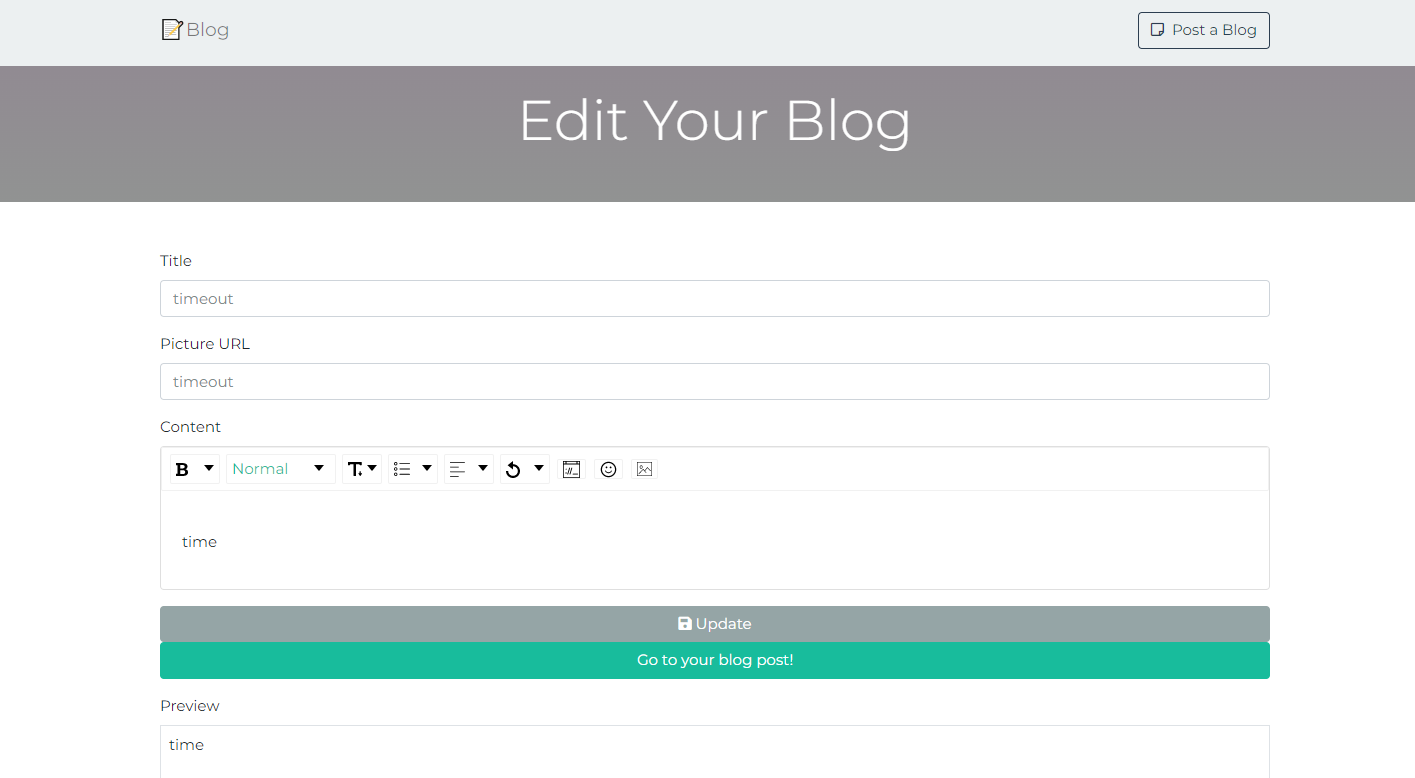 Blog
Post a Blog
Edit Your Blog
Title
timeout
Picture URL
timeout
Content
B Normal T
time
Update
Go to your blog post!
Preview
time